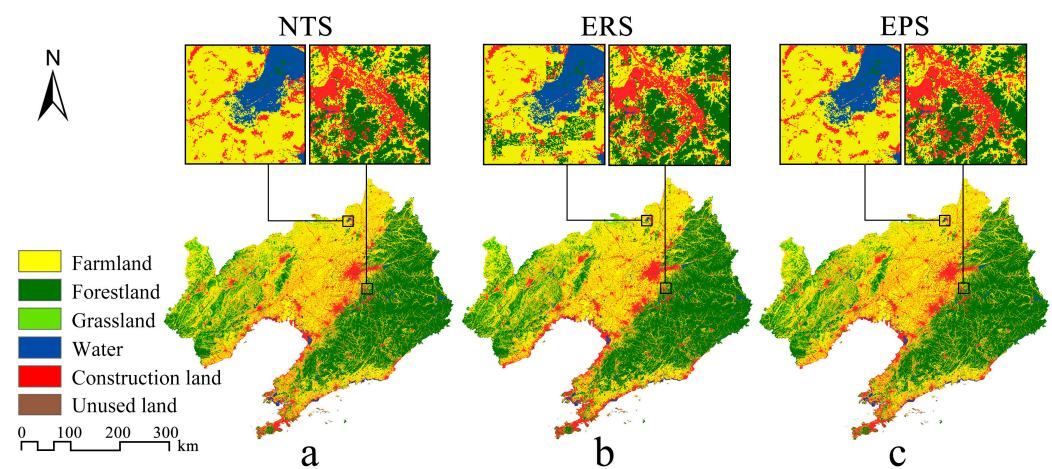 NTS
ERS
EPS
N
Farmland
Forestland
Grassland
Water
Construction land
Unused land
0 100 200 300
km
a
b
c